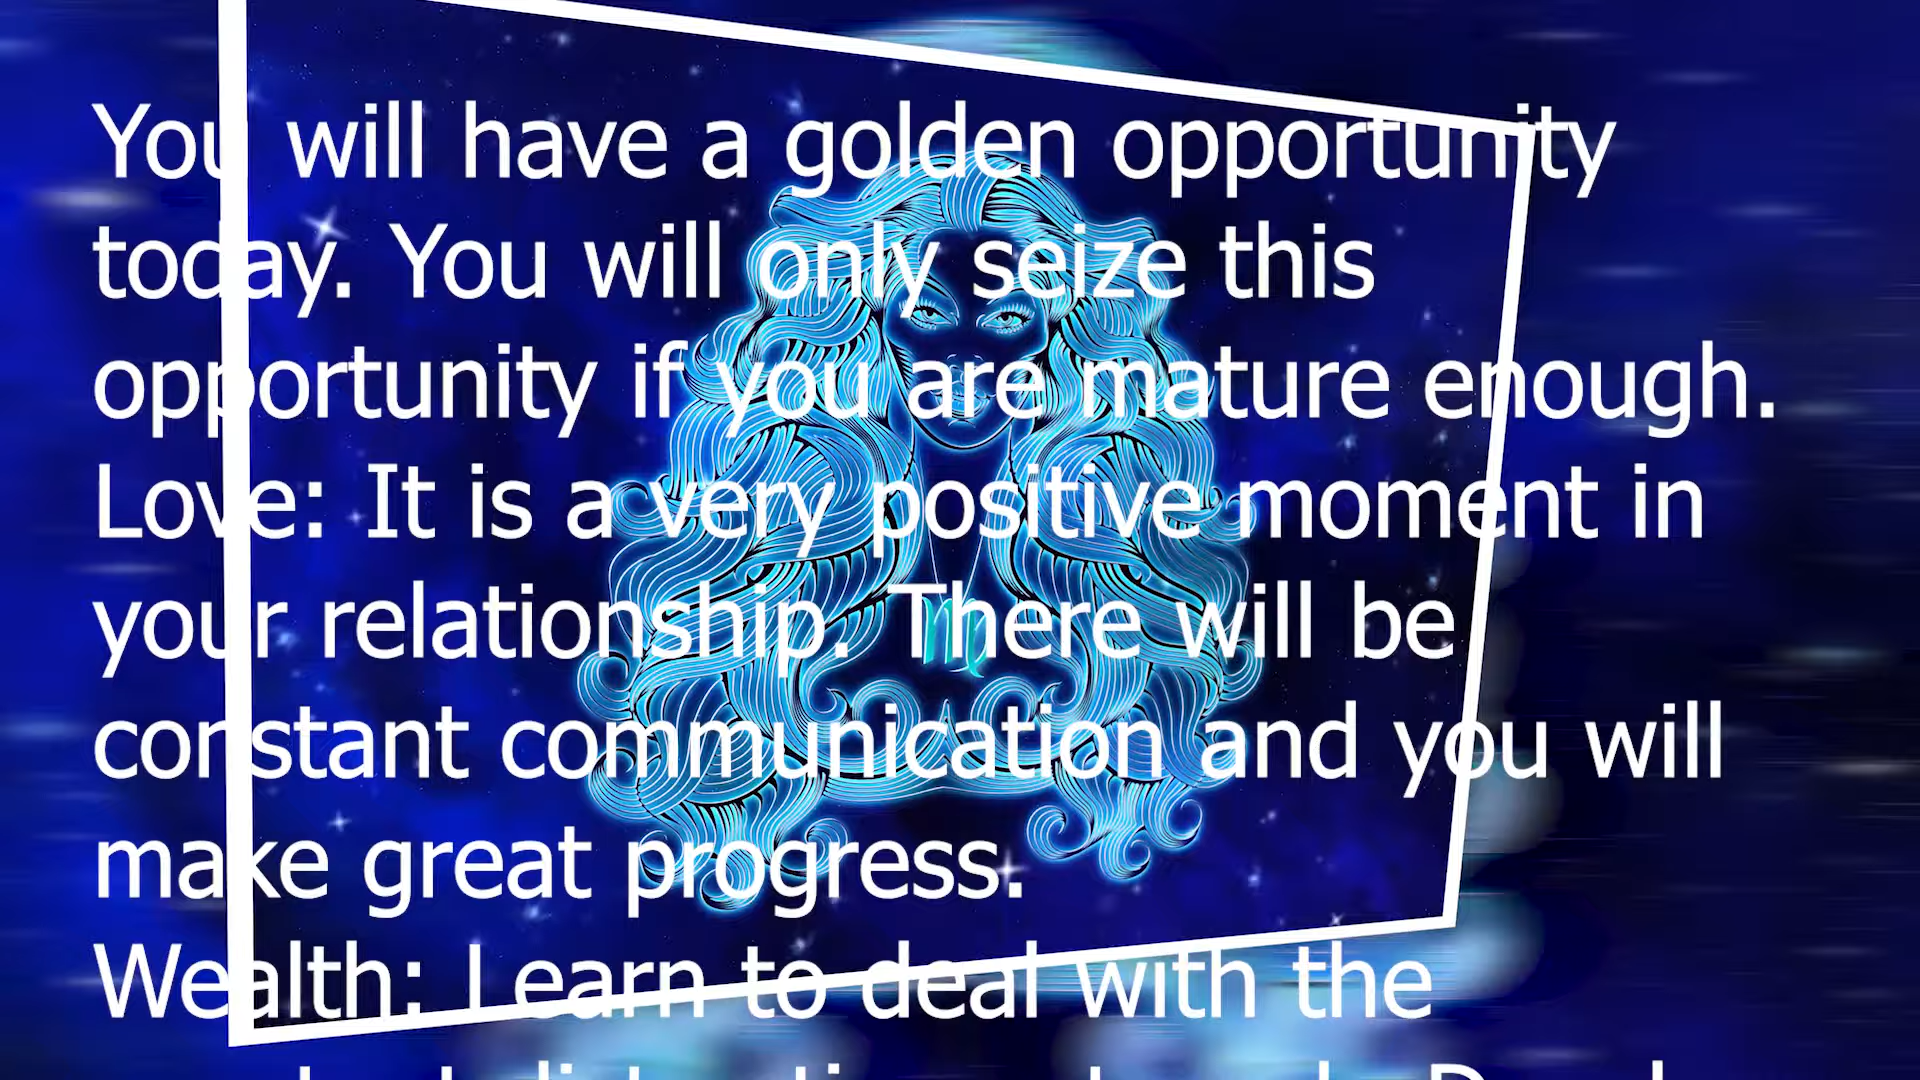 You will have a golden opportunity
today. You will only seize this
opportunity if you are mature enough.
Love: It is a very positive moment in
your relationship. There will be
constant communication and you will
make great progress.
Wealth: Learn to deal with the